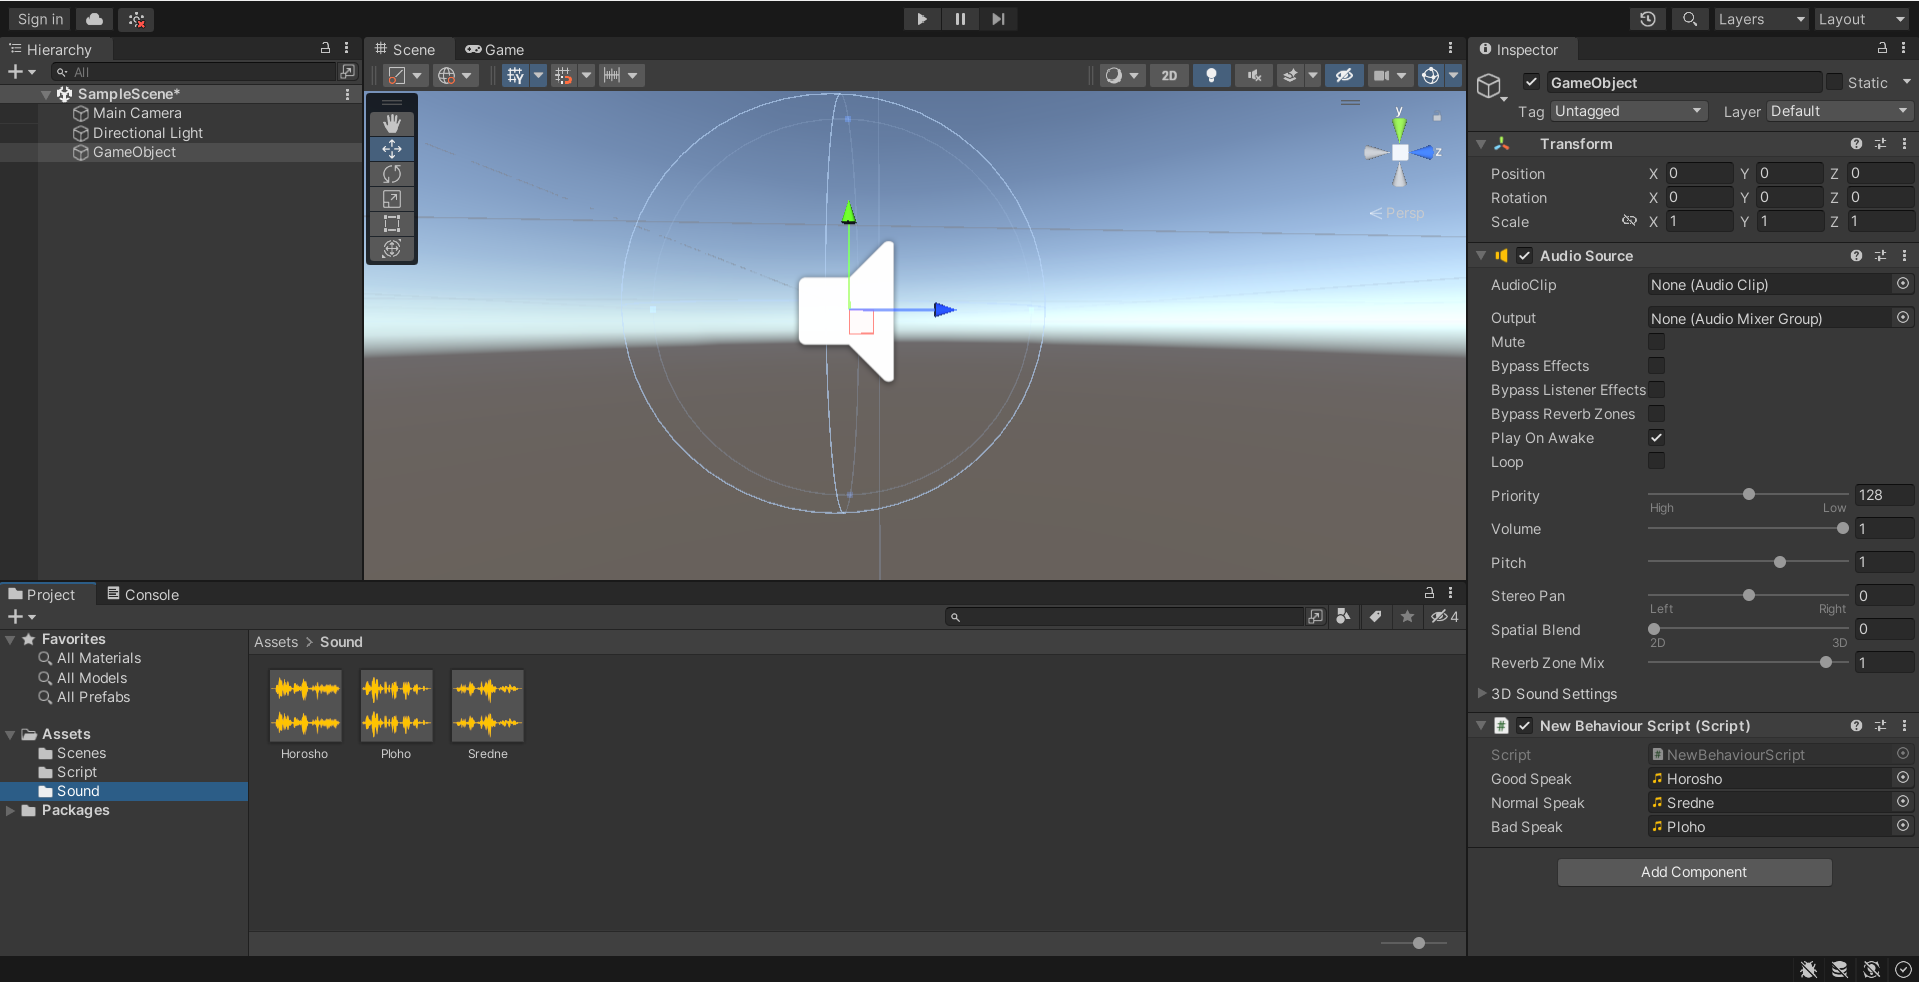 Sign in
Layers
Layout
Hierarchy
All
SampleScene*
Main Camera
Directional Light
GameObject
Scene
Game
2D
y
z
Persp
Inspector
GameObject
Static
Tag
Untagged
Layer
Default
Transform
Position X 0 Y 0 Z 0
Rotation X 0 Y 0 Z 0
Scale X 1 Y 1 Z 1
Audio Source
AudioClip
None (Audio Clip)
Output
None (Audio Mixer Group)
Mute
Bypass Effects
Bypass Listener Effects
Bypass Reverb Zones
Play On Awake
Loop
Priority
128
High
Low
Volume
1
Pitch
1
Stereo Pan
0
Left
Right
Spatial Blend
0
2D
3D
Reverb Zone Mix
1
3D Sound Settings
New Behaviour Script (Script)
Script
NewBehaviourScript
Good Speak
Horosho
Normal Speak
Sredne
Bad Speak
Ploho
Add Component
Project
Console
4
Favorites
All Materials
All Models
All Prefabs
Assets
Scenes
Script
Sound
Packages
Assets > Sound
Horosho
Ploho
Sredne